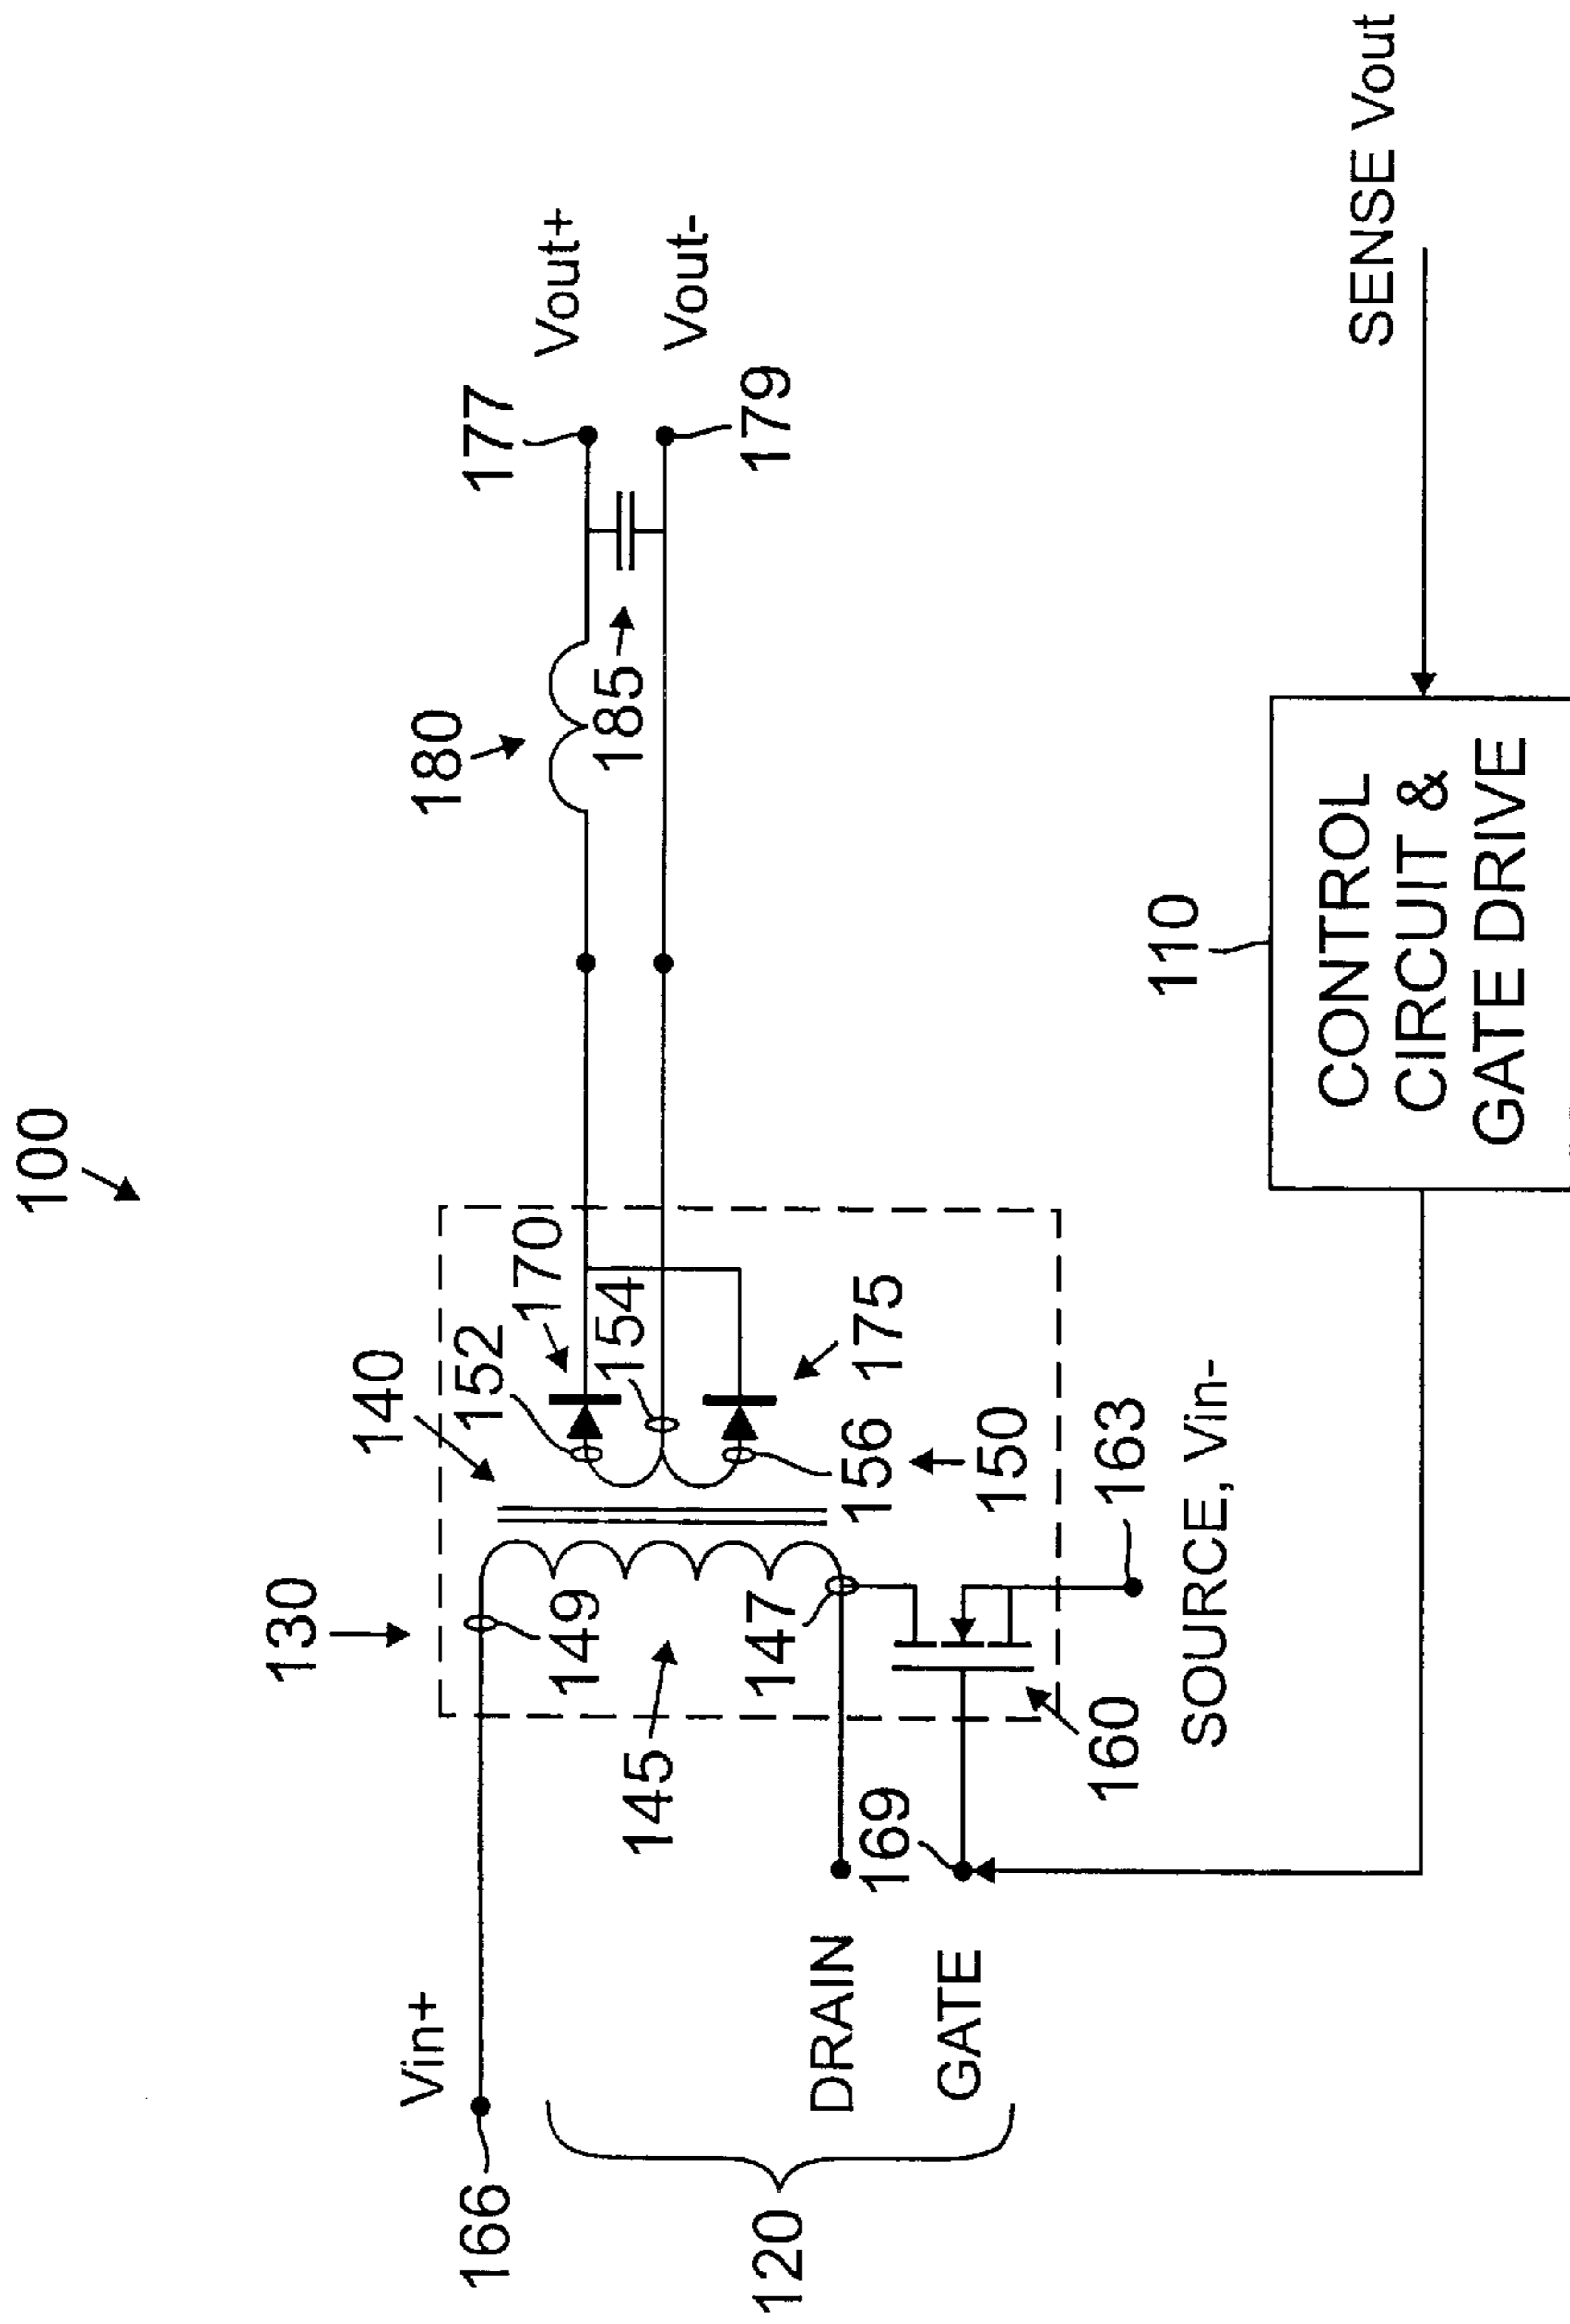 100
130
140
152
170
154
180
177
Vout+
Vout-
185
179
Vin+
166
149
145
147
156
150
175
120
DRAIN
169
GATE
160
163
SOURCE, Vin-
110
CONTROL
CIRCUIT &
GATE DRIVE
SENSE Vout